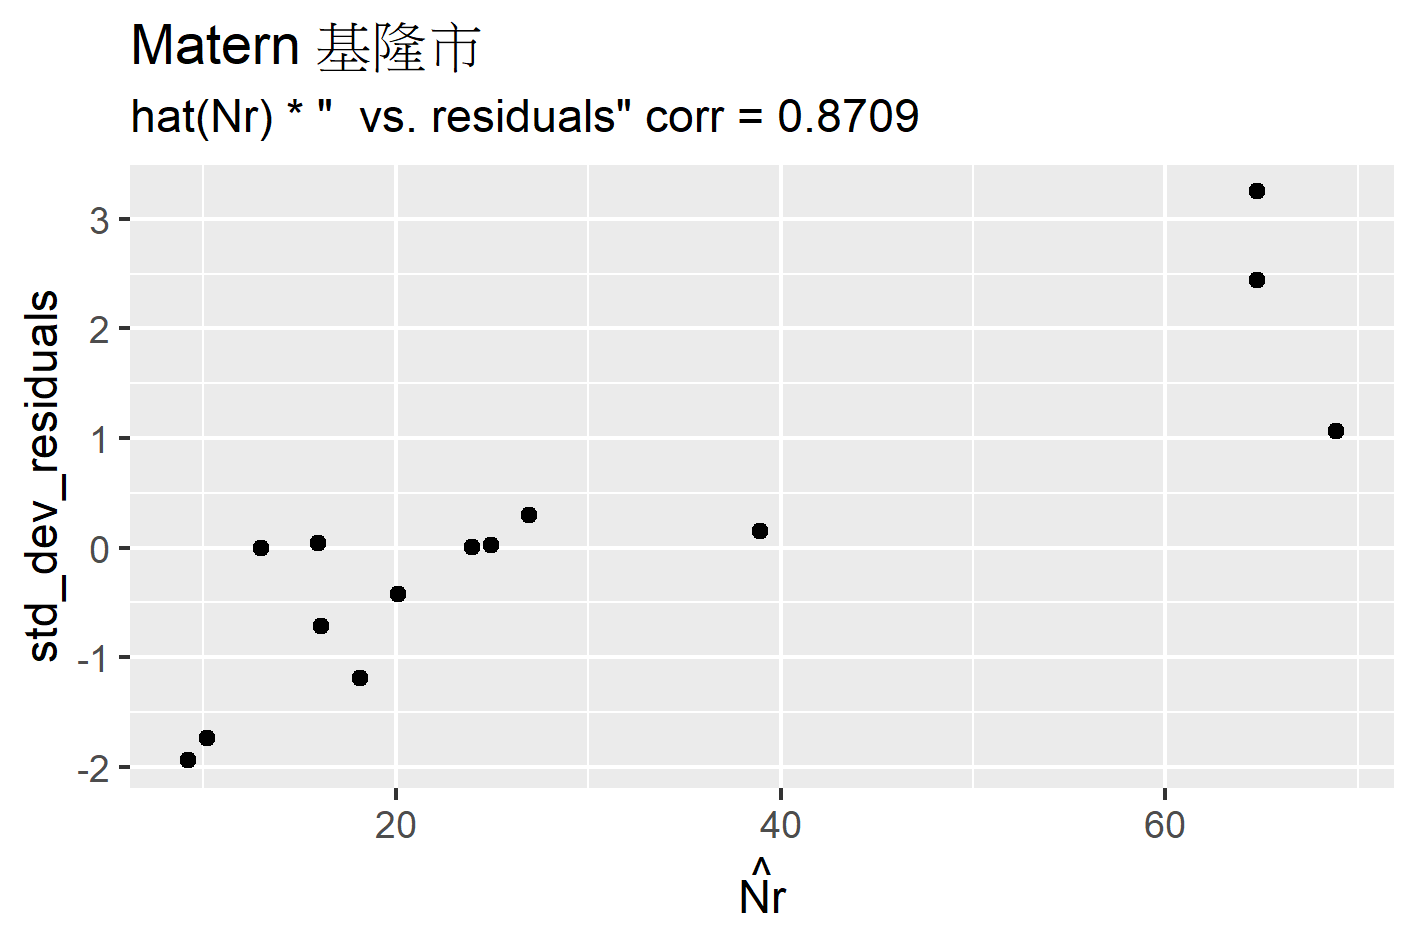 Matern 基隆市
hat(Nr) * "  vs. residuals" corr = 0.8709
std_dev_residuals
3
2
1
0
-1
-2
20 40 60
N̂r